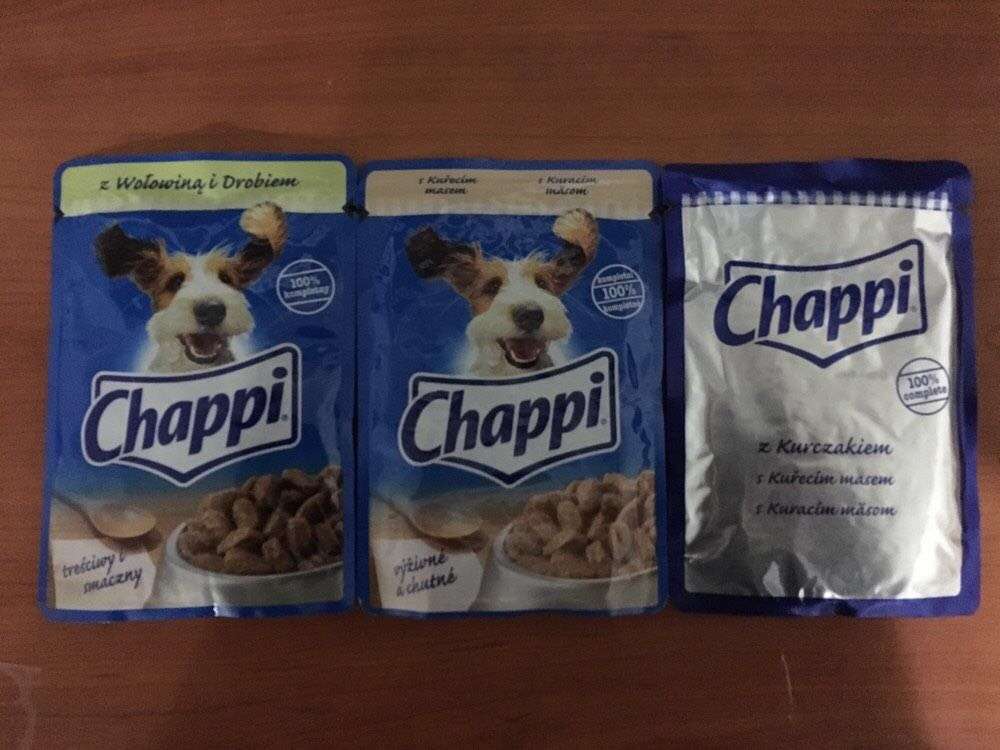 z Wołowiną i Drobiem
100%
kompletny
Chappi
treściwy i
smaczny
s Kuřecím
masem
s Kuracím
mäsom
kompletní
100%
kompletný
Chappi
výživné
a chutné
Chappi
100%
complete
z Kurczakiem
s Kuřecím masem
s Kuracím mäsom